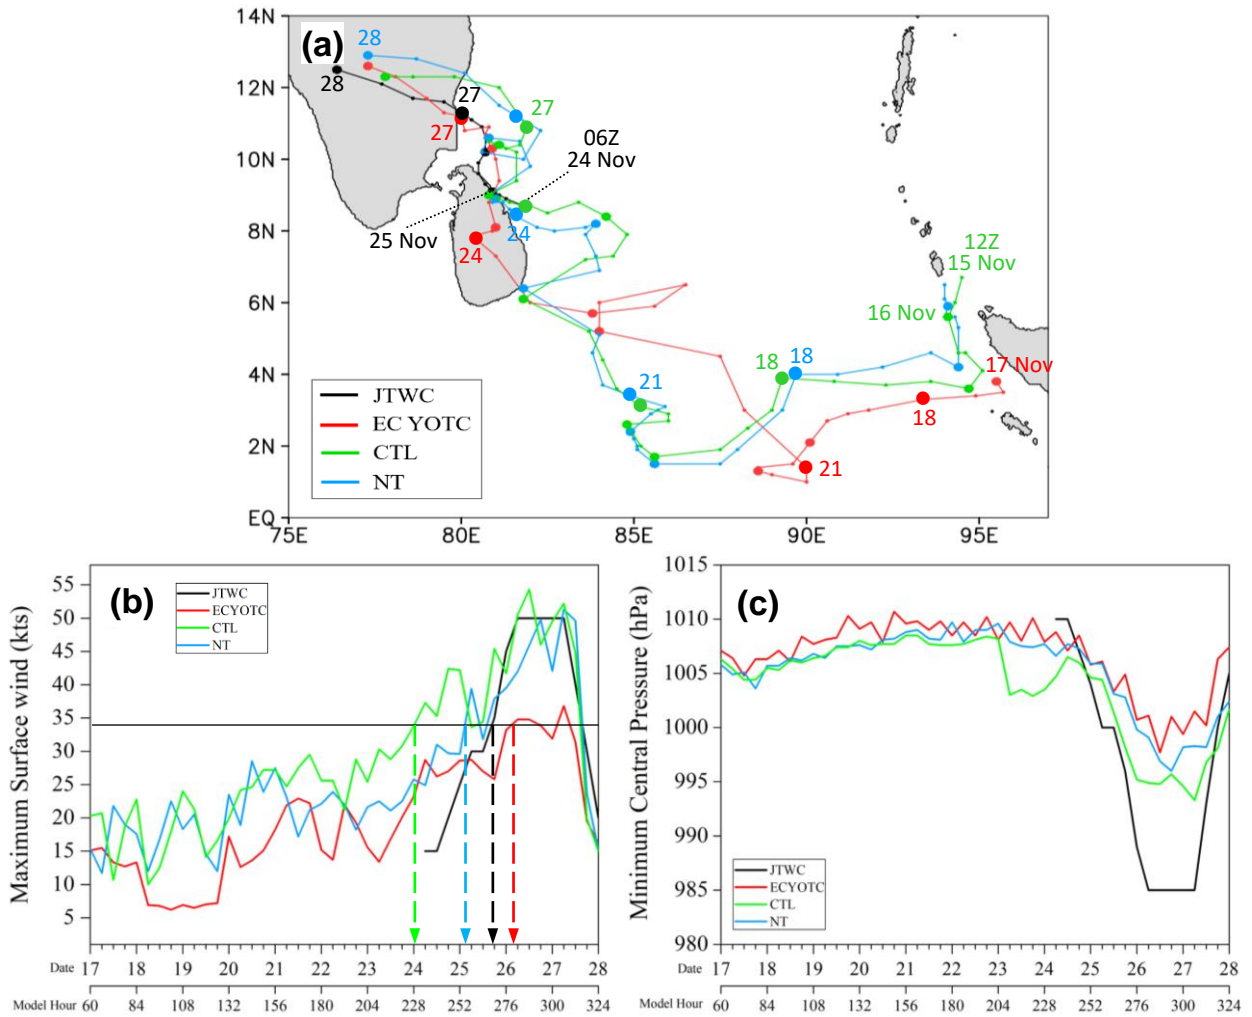 14N
12N
10N
8N
6N
4N
2N
EQ
75E
80E
85E
90E
95E
(a)
28
28
27
27
27
06Z
24 Nov
25 Nov
24
24
12Z
15 Nov
16 Nov
17 Nov
18
18
18
21
21
JTWC
EC YOTC
CTL
NT
(b)
Maximum Surface wind (kts)
55
50
45
40
35
30
25
20
15
10
5
JTWC
ECYOTC
CTL
NT
Date
17 18 19 20 21 22 23 24 25 26 27 28
Model Hour
60 84 108 132 156 180 204 228 252 276 300 324
(c)
Minimum Central Pressure (hPa)
1015
1010
1005
1000
995
990
985
980
JTWC
ECYOTC
CTL
NT
Date
17 18 19 20 21 22 23 24 25 26 27 28
Model Hour
60 84 108 132 156 180 204 228 252 276 300 324